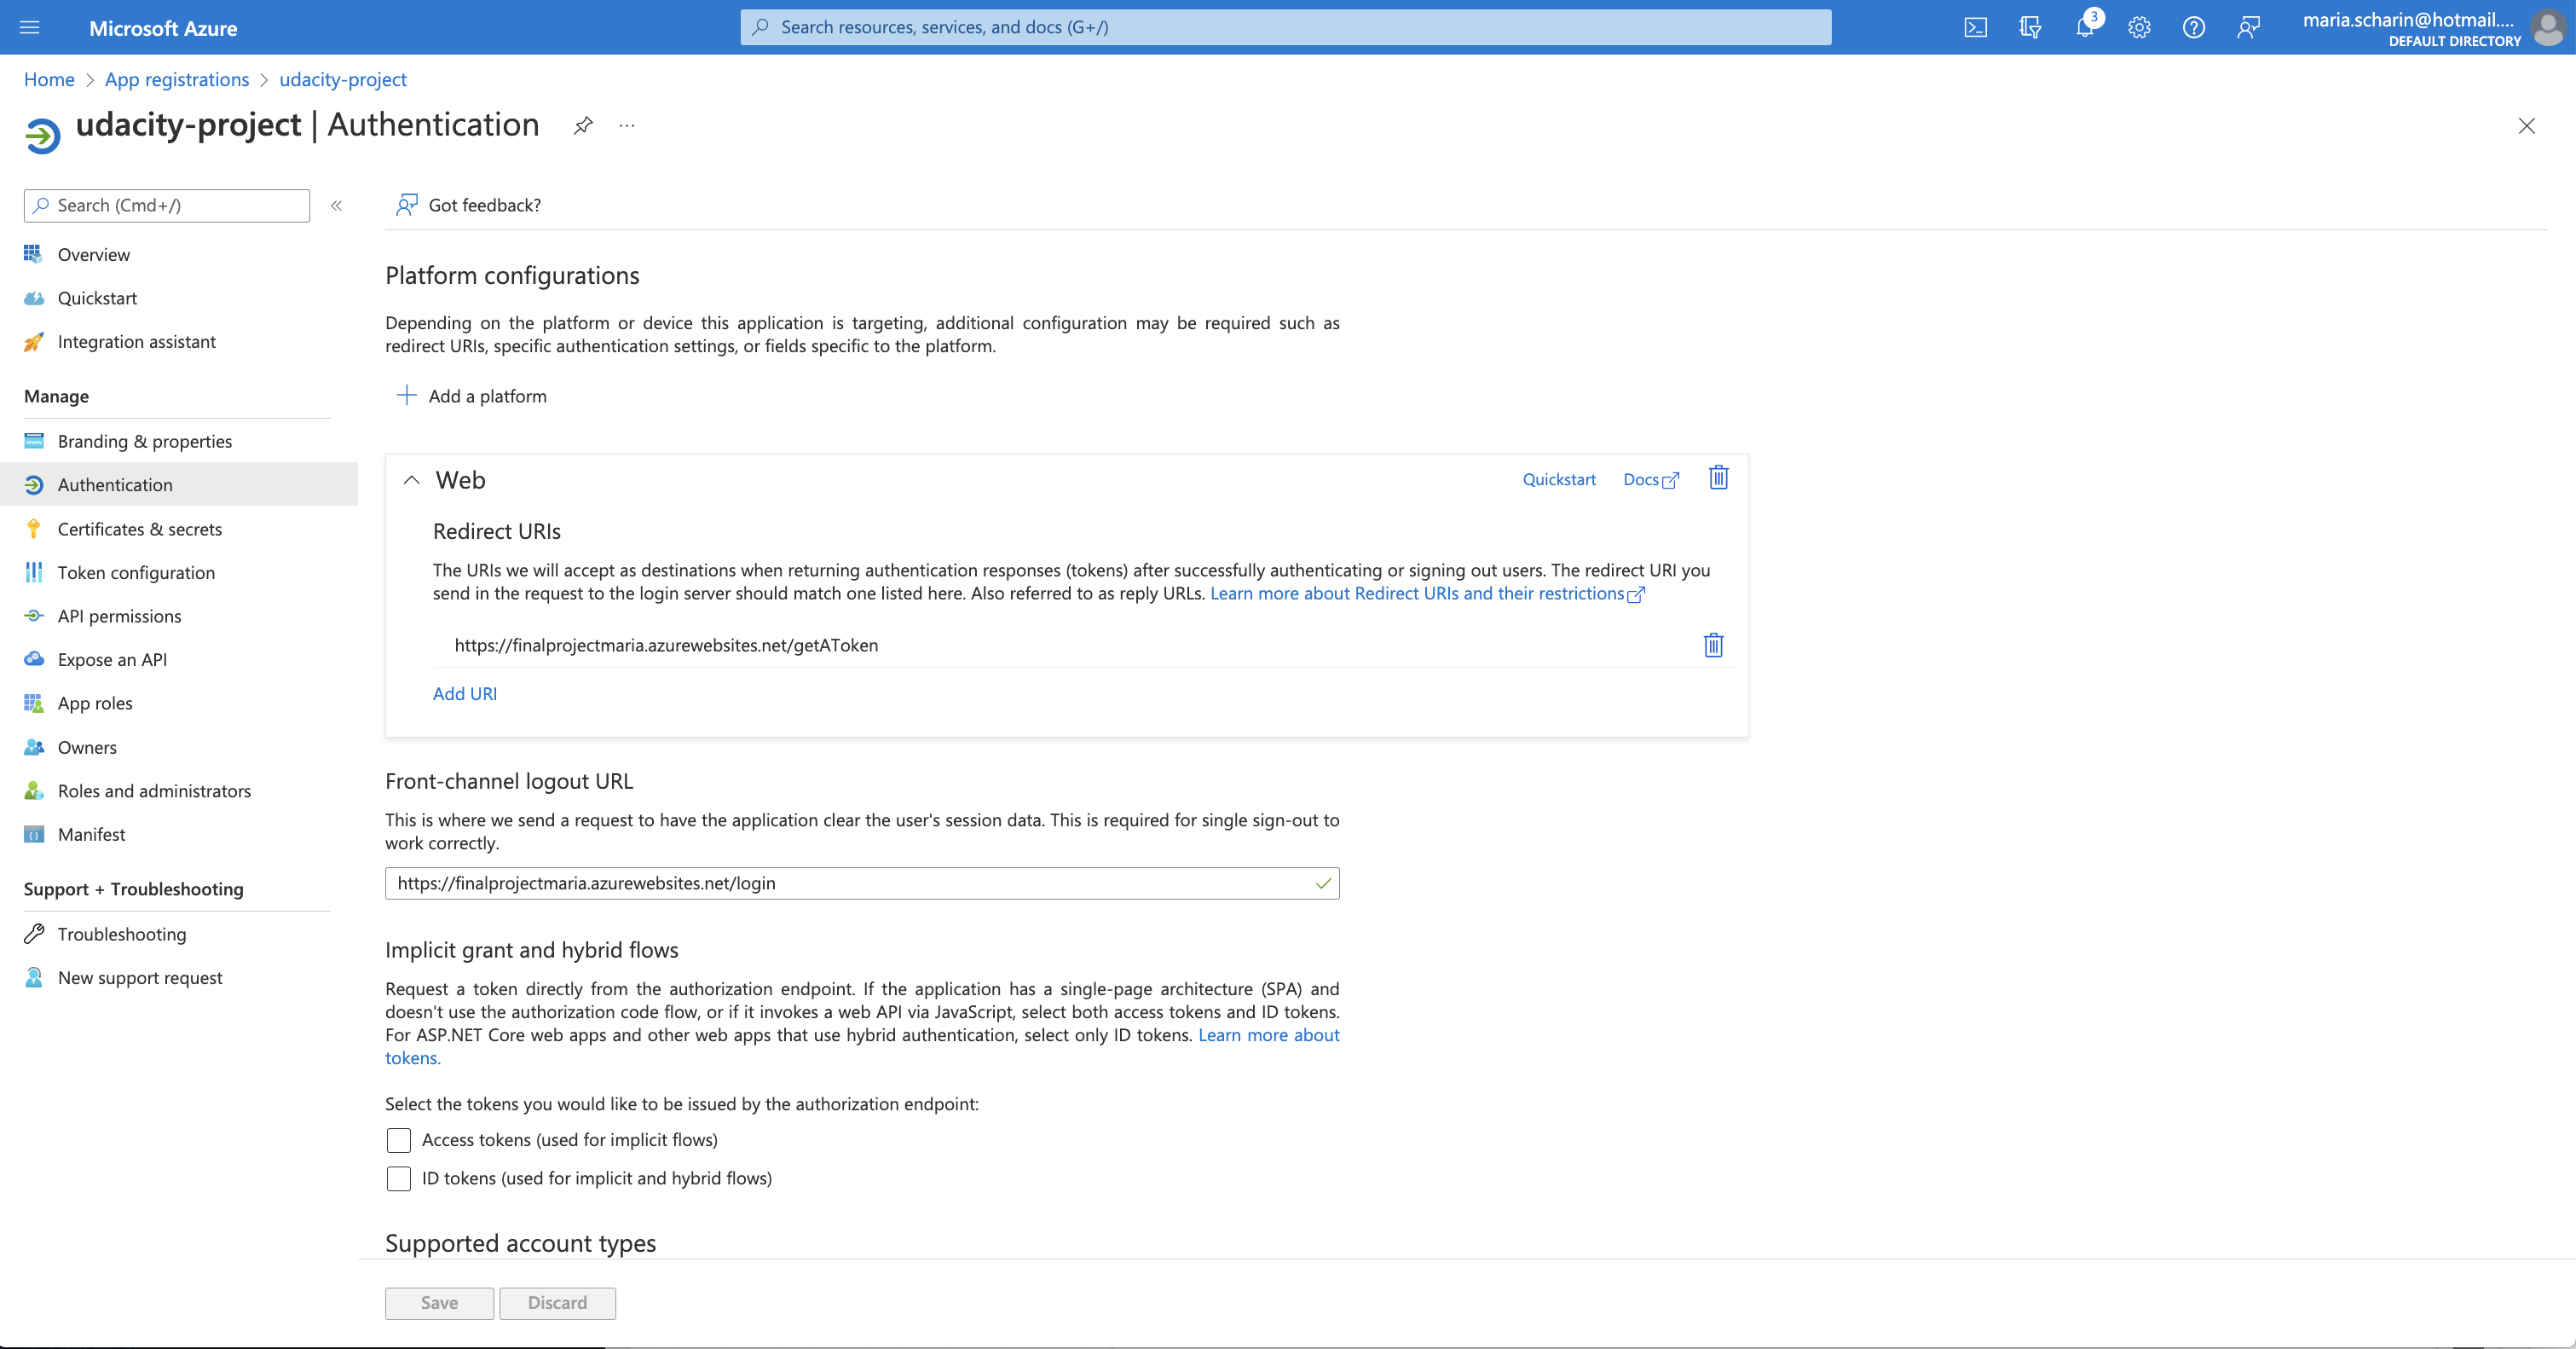 Microsoft Azure
Search resources, services, and docs (G+/)
3
maria.scharin@hotmail....
DEFAULT DIRECTORY
Home > App registrations > udacity-project
udacity-project | Authentication
...
Search (Cmd+/)
«
Got feedback?
Overview
Quickstart
Integration assistant
Manage
Branding & properties
Authentication
Certificates & secrets
Token configuration
API permissions
Expose an API
App roles
Owners
Roles and administrators
Manifest
Support + Troubleshooting
Troubleshooting
New support request
Platform configurations
Depending on the platform or device this application is targeting, additional configuration may be required such as
redirect URIs, specific authentication settings, or fields specific to the platform.
Add a platform
Web
Quickstart
Docs
Redirect URIs
The URIs we will accept as destinations when returning authentication responses (tokens) after successfully authenticating or signing out users. The redirect URI you
send in the request to the login server should match one listed here. Also referred to as reply URLs. Learn more about Redirect URIs and their restrictions
https://finalprojectmaria.azurewebsites.net/getAToken
Add URI
Front-channel logout URL
This is where we send a request to have the application clear the user's session data. This is required for single sign-out to
work correctly.
https://finalprojectmaria.azurewebsites.net/login
Implicit grant and hybrid flows
Request a token directly from the authorization endpoint. If the application has a single-page architecture (SPA) and
doesn't use the authorization code flow, or if it invokes a web API via JavaScript, select both access tokens and ID tokens.
For ASP.NET Core web apps and other web apps that use hybrid authentication, select only ID tokens. Learn more about
tokens.
Select the tokens you would like to be issued by the authorization endpoint:
Access tokens (used for implicit flows)
ID tokens (used for implicit and hybrid flows)
Supported account types
Save
Discard